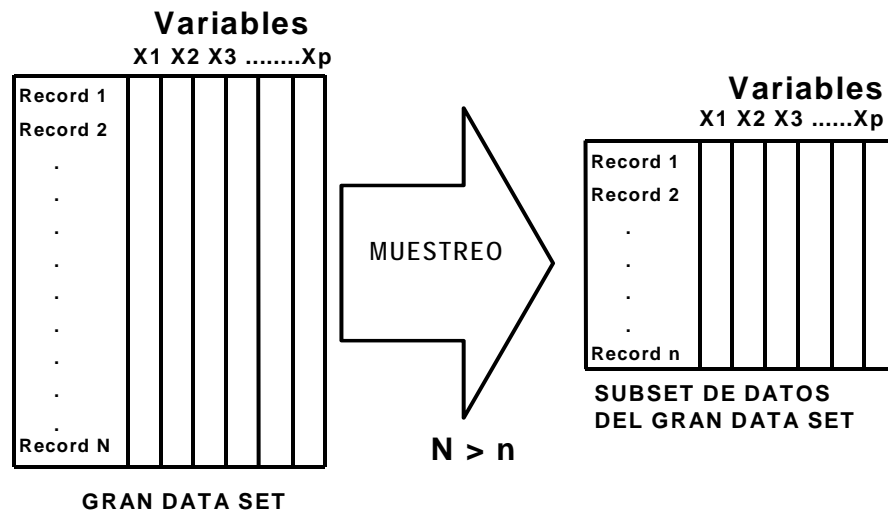 Variables
X1 X2 X3 ........Xp
Record 1
Record 2
.
.
.
.
.
.
.
.
.
Record N
GRAN DATA SET
MUESTREO
N > n
Variables
X1 X2 X3 ......Xp
Record 1
Record 2
.
.
.
.
Record n
SUBSET DE DATOS
DEL GRAN DATA SET